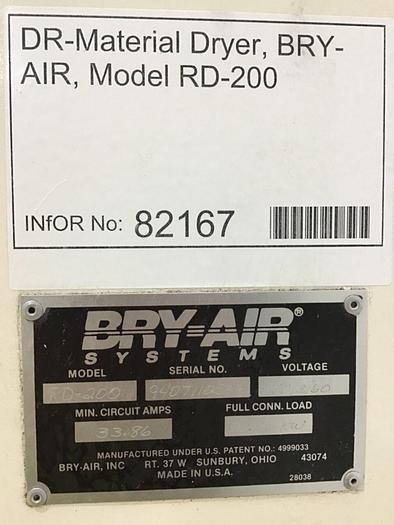 DR-Material Dryer, BRY-
AIR, Model RD-200
INfOR No: 82167
BRY-AIR®
SYSTEMS
MODEL SERIAL NO. VOLTAGE
RD-200
MIN. CIRCUIT AMPS FULL CONN. LOAD
33.86
MANUFACTURED UNDER U.S. PATENT NO.: 4999033
BRY-AIR, INC RT. 37 W SUNBURY, OHIO 43074
MADE IN U.S.A. 28038